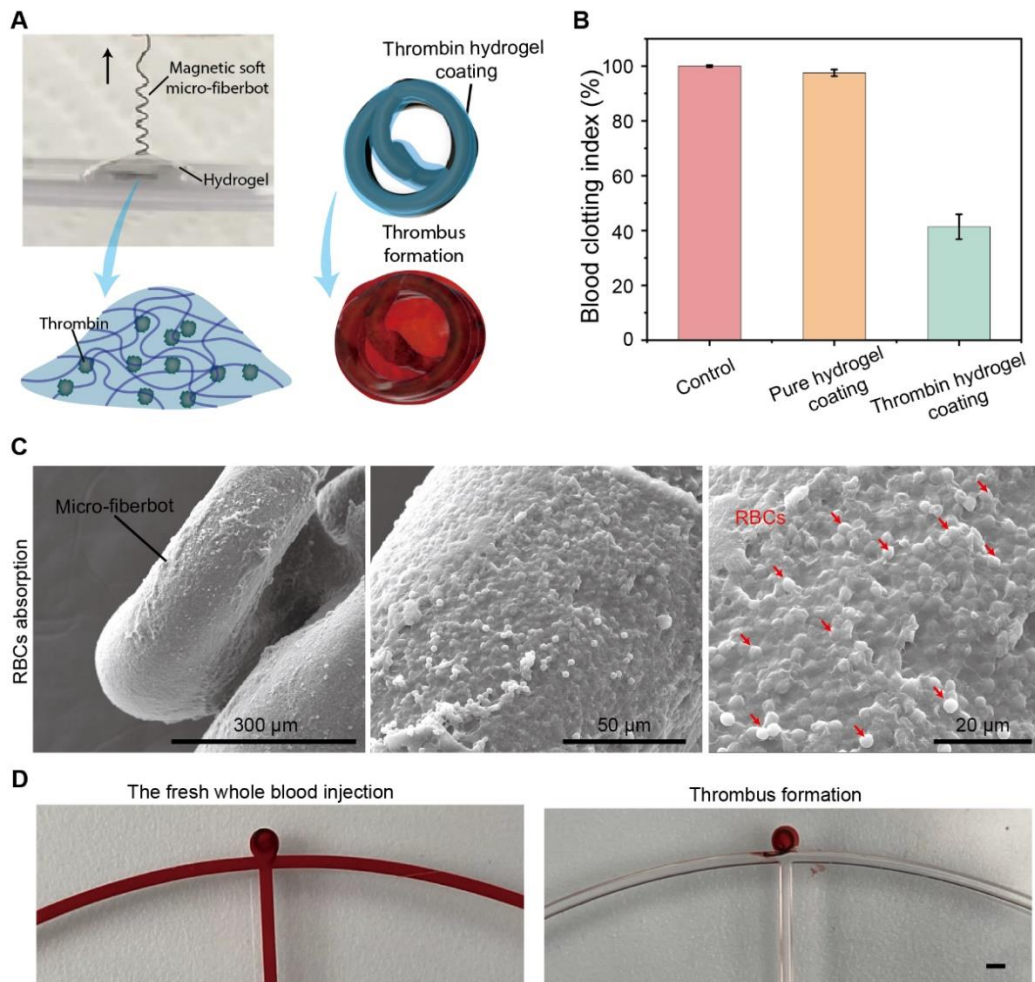 A
Magnetic soft
micro-fiberbot
Hydrogel
Thrombin
Thrombin hydrogel
coating
Thrombus
formation
B
Blood clotting index (%)
100
80
60
40
20
0
Control
Pure hydrogel
coating
Thrombin hydrogel
coating
C
RBCs absorption
Micro-fiberbot
300 µm
50 µm
RBCs
20 µm
D
The fresh whole blood injection
Thrombus formation